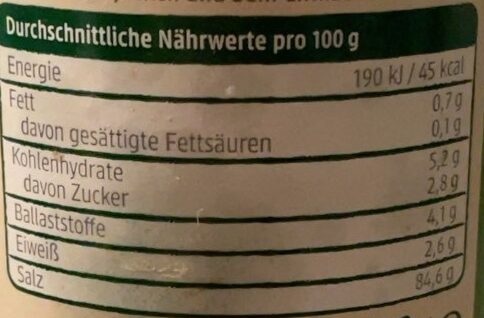 Durchschnittliche Nährwerte pro 100 g
Energie 190 kJ / 45 kcal
Fett 0,7 g
davon gesättigte Fettsäuren 0,1 g
Kohlenhydrate 5,2 g
davon Zucker 2,8 g
Ballaststoffe 4,1 g
Eiweiß 2,6 g
Salz 84,6 g